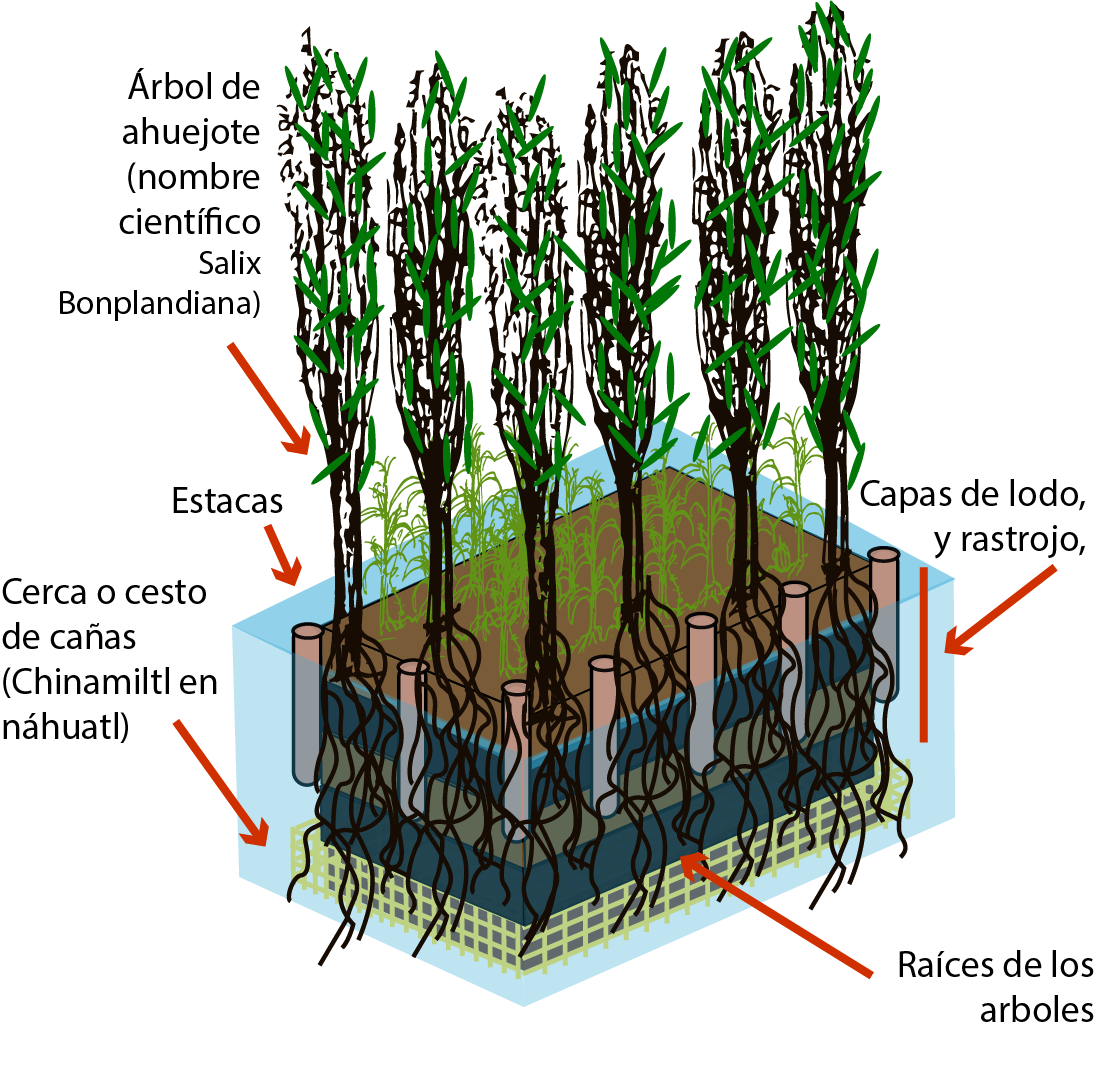 Árbol de
ahuejote
(nombre
científico
Salix
Bonplandiana)
Estacas
Capas de lodo,
y rastrojo,
Cerca o cesto
de cañas
(Chinamiltl en
náhuatl)
Raíces de los
arboles